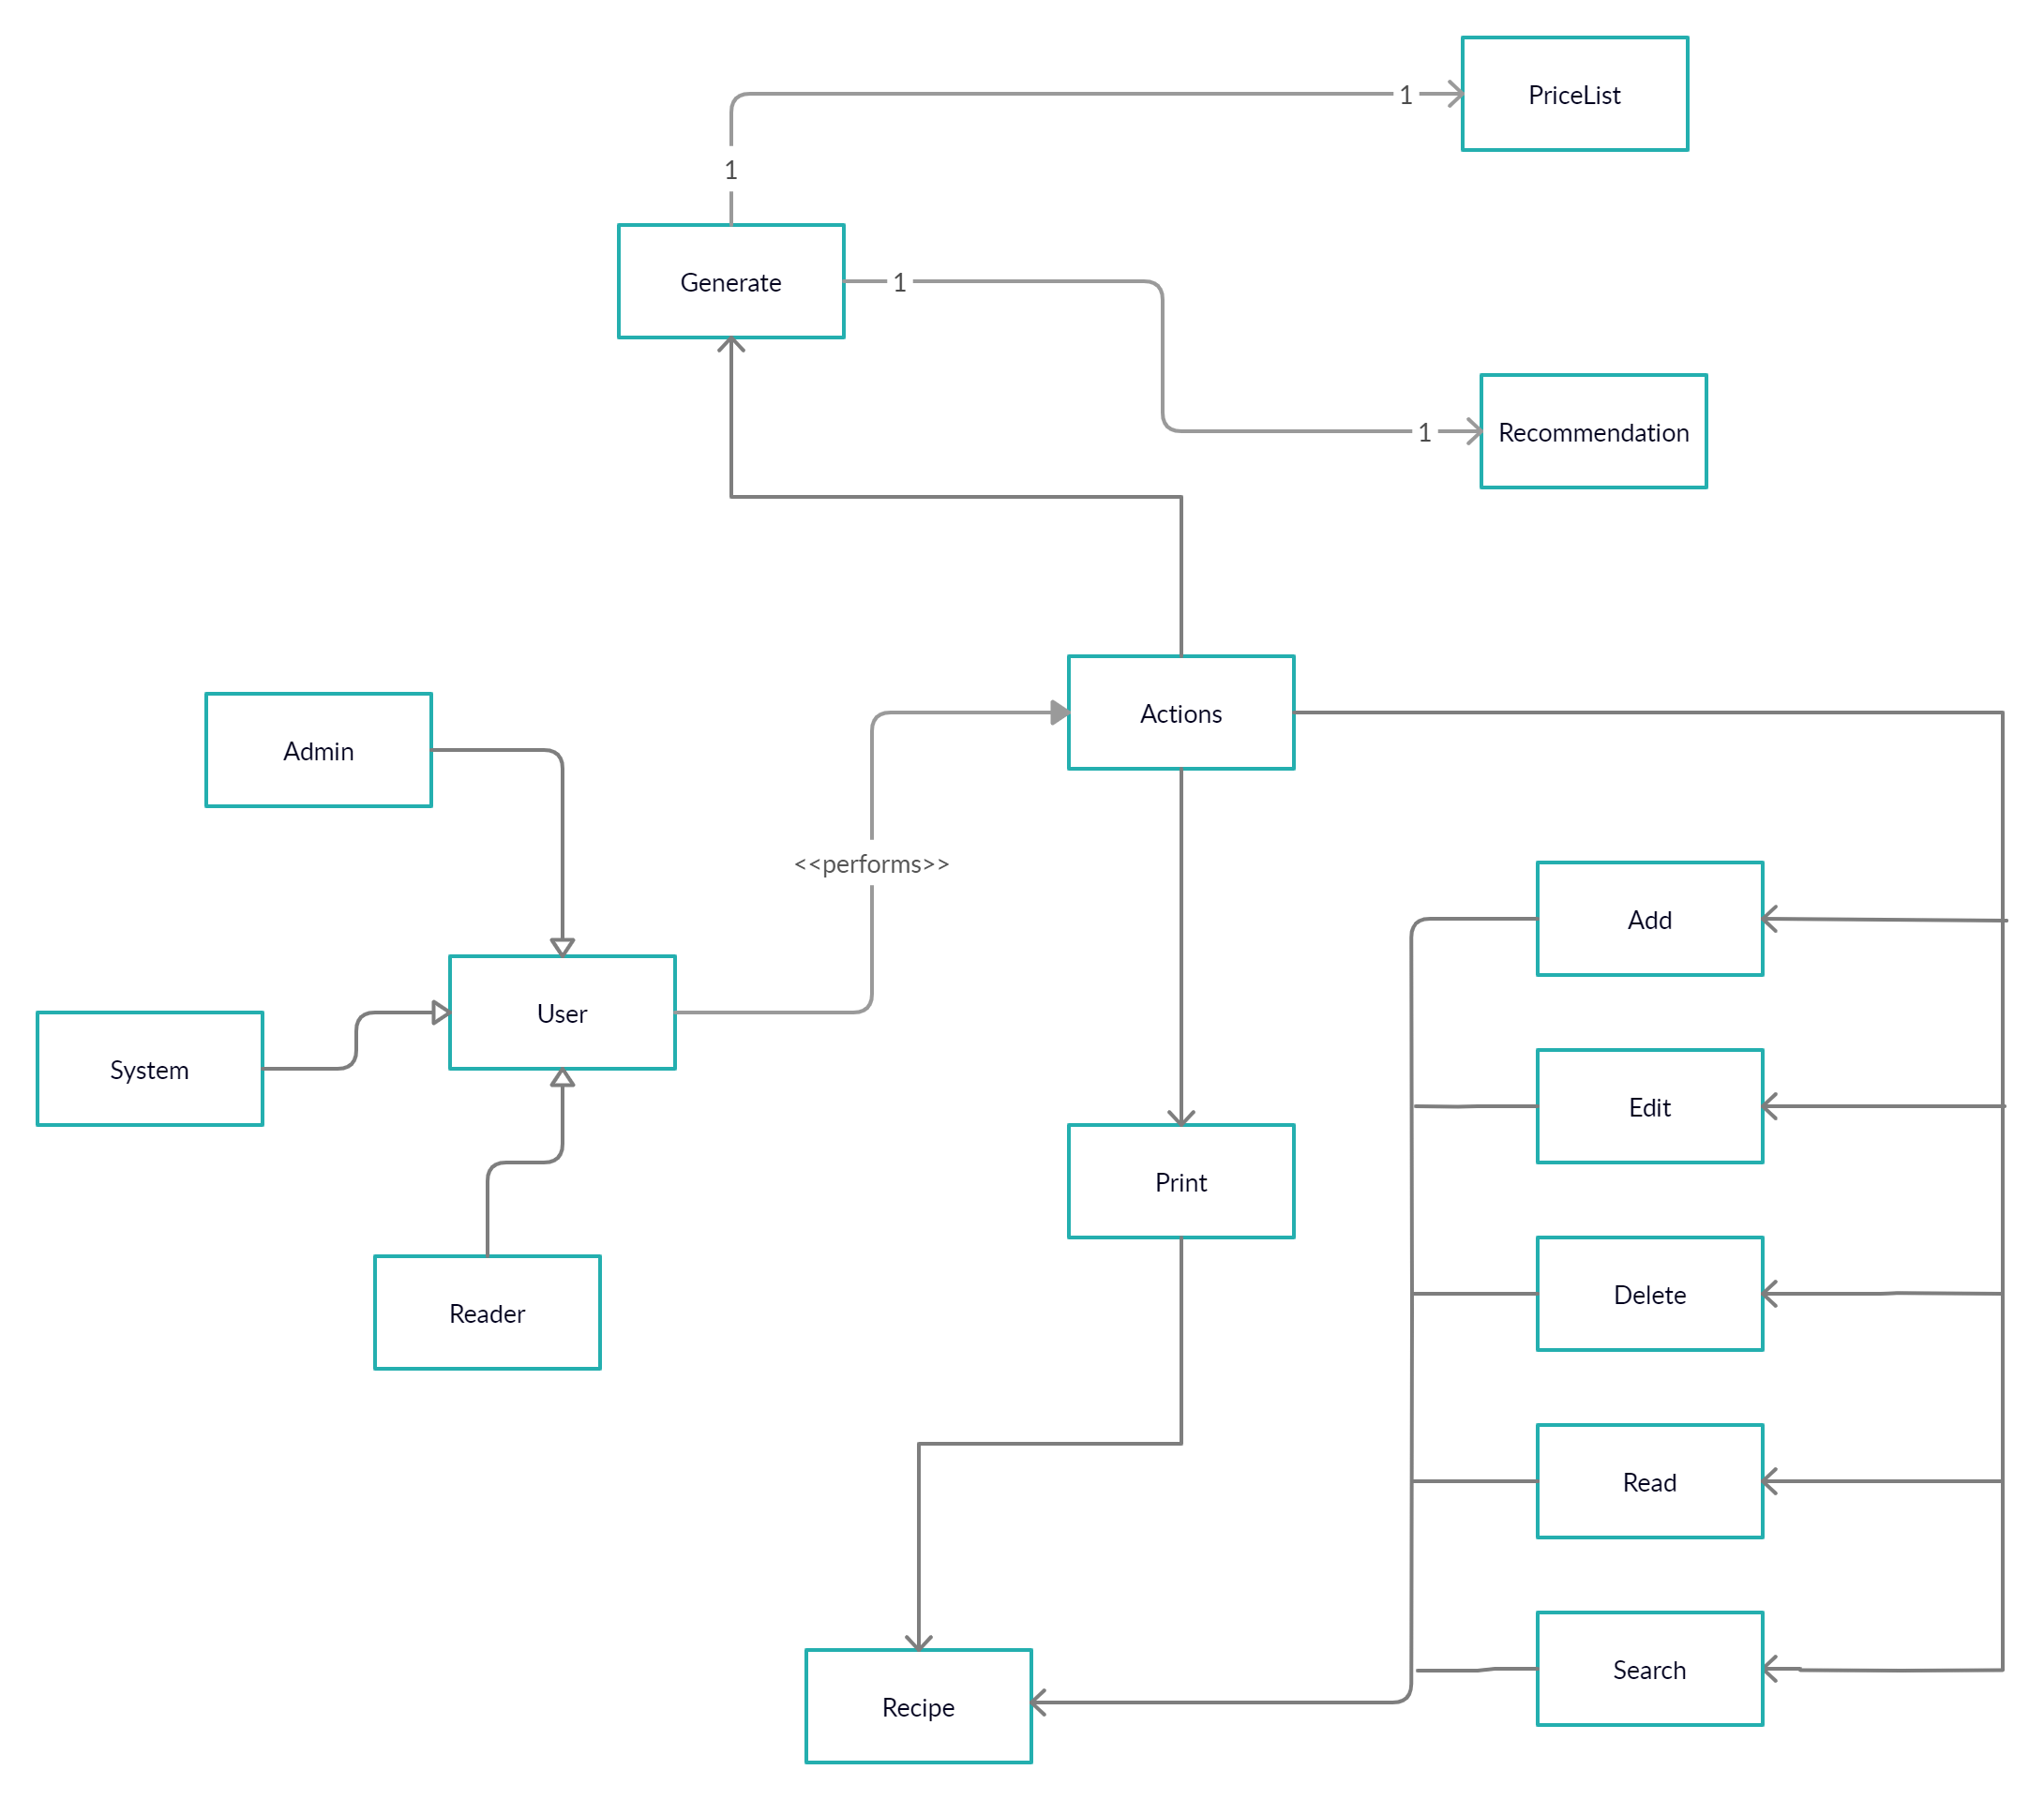 PriceList
1
1
Generate
1
Recommendation
1
Actions
Admin
<<performs>>
Add
User
System
Edit
Print
Reader
Delete
Read
Search
Recipe